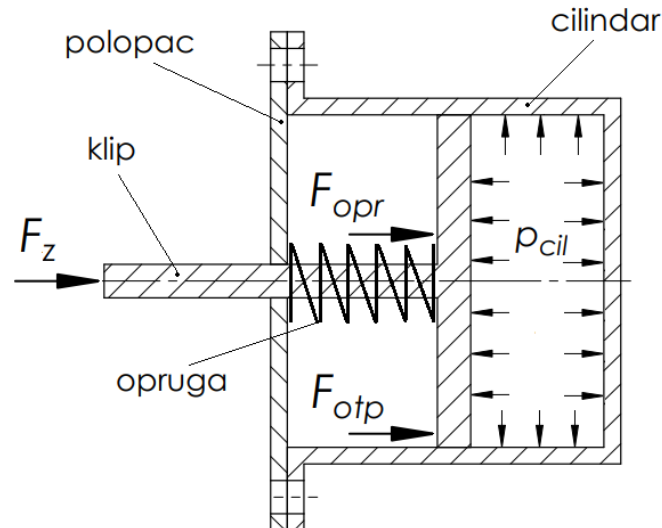 cilindar
polopac
klip
F_opr
F_z
p_cil
opruga
F_otp